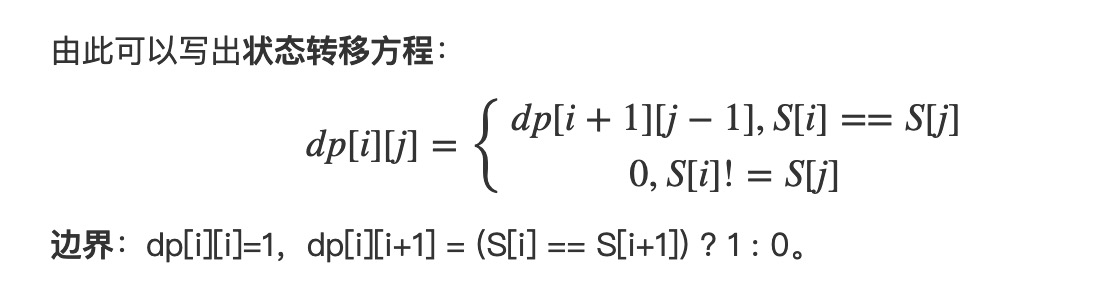 由此可以写出状态转移方程：
dp[i][j] = { dp[i + 1][j − 1], S[i] == S[j]
0, S[i]! = S[j]
边界：dp[i][i]=1，dp[i][i+1] = (S[i] == S[i+1]) ? 1 : 0。